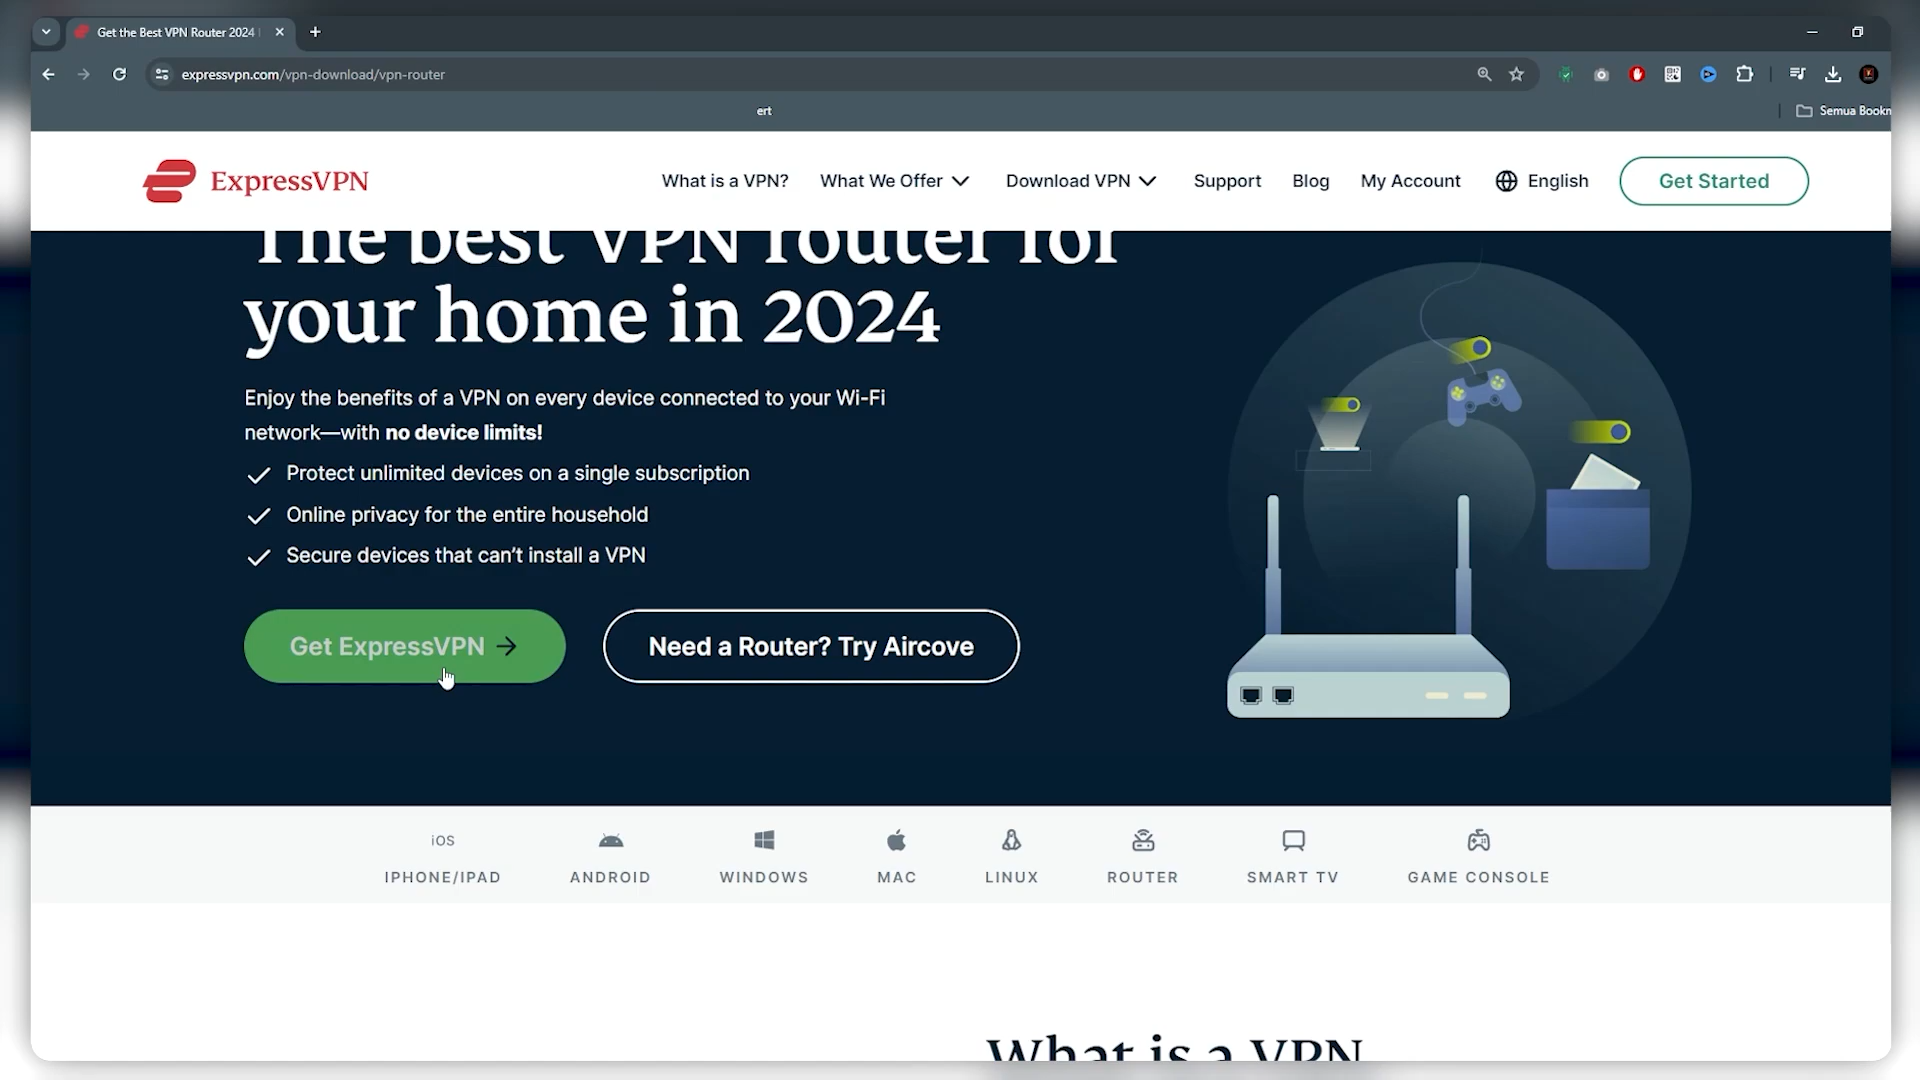 Get the Best VPN Router 2024
expressvpn.com/vpn-download/vpn-router
ert
Semua Bookm
ExpressVPN
What is a VPN?
What We Offer
Download VPN
Support
Blog
My Account
English
Get Started
The best VPN router for
your home in 2024
Enjoy the benefits of a VPN on every device connected to your Wi-Fi
network—with no device limits!
Protect unlimited devices on a single subscription
Online privacy for the entire household
Secure devices that can't install a VPN
Get ExpressVPN →
Need a Router? Try Aircove
iOS
IPHONE/IPAD
ANDROID
WINDOWS
MAC
LINUX
ROUTER
SMART TV
GAME CONSOLE
What is a VPN